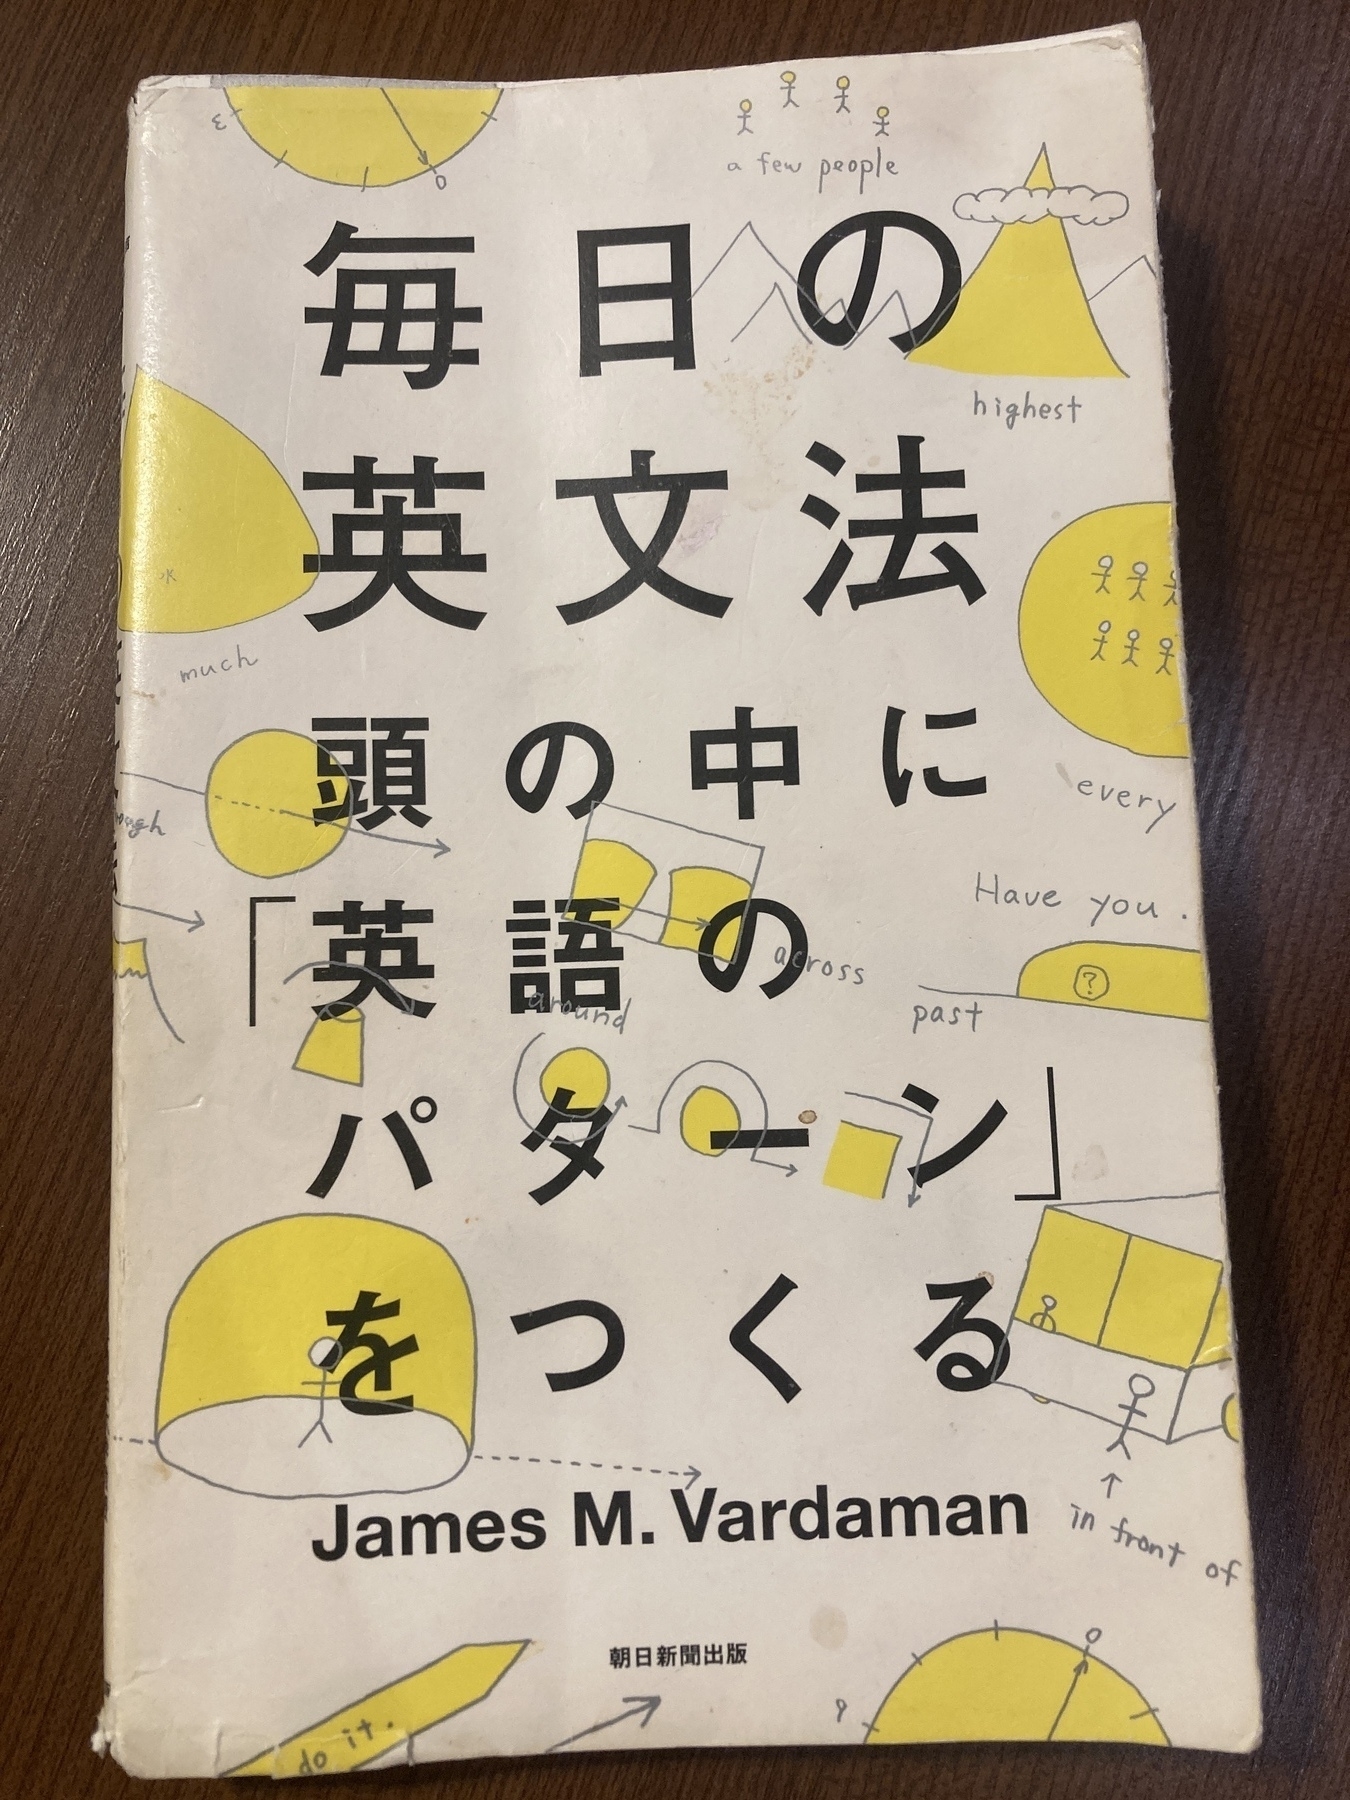 a few people
毎日の
highest
英文法
much
頭の中に
every
Have you.
「英語の
across
around
past
パターン」
をつくる
James M. Vardaman
in front of
朝日新聞出版
do it.